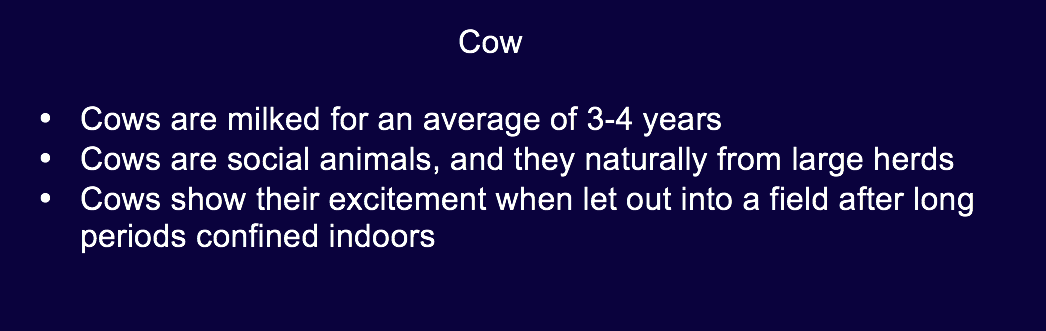 Cow
• Cows are milked for an average of 3-4 years
• Cows are social animals, and they naturally from large herds
• Cows show their excitement when let out into a field after long
periods confined indoors